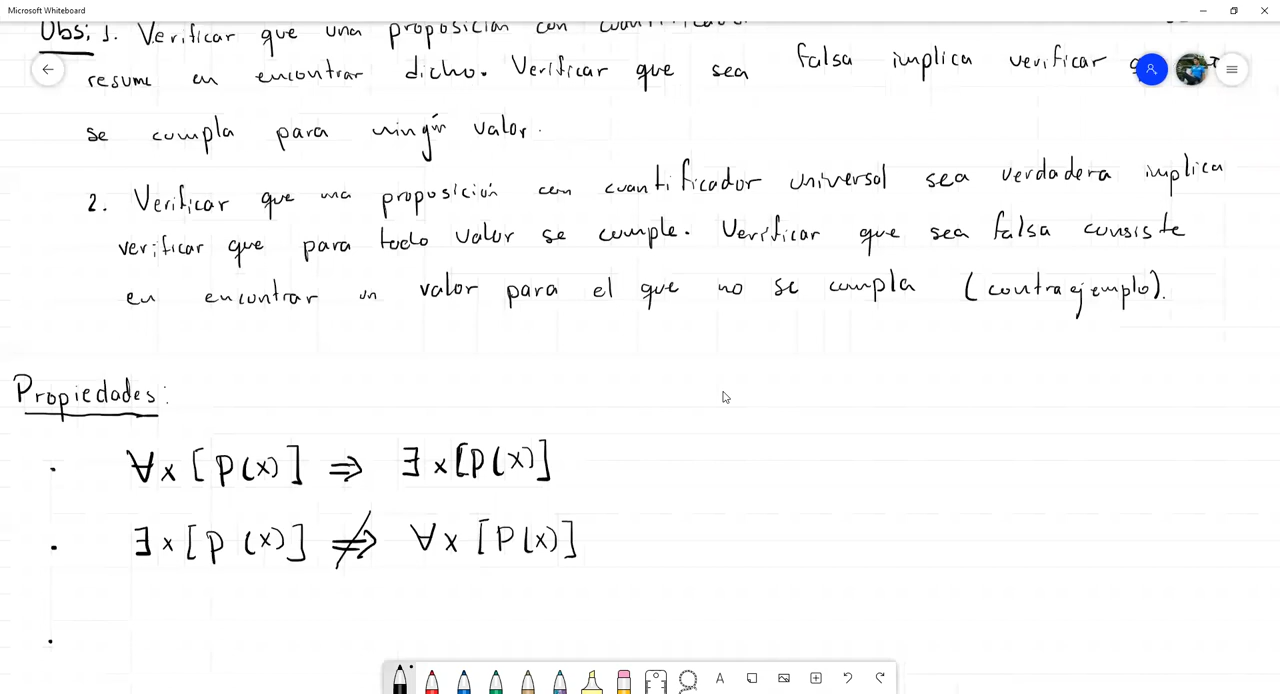 Microsoft Whiteboard
Obs: 1. Verificar que una proposición con
resume en encontrar dicho. Verificar que sea falsa implica verificar
se cumpla para ningún valor.
2. Verificar que una proposición con cuantificador universal sea verdadera implica
verificar que para todo valor se cumple. Verificar que sea falsa consiste
en encontrar un valor para el que no se cumpla (contraejemplo).
Propiedades:
· ∀x [P(x)] ⇒ ∃x [P(x)]
· ∃x [P(x)] ⇏ ∀x [P(x)]
·